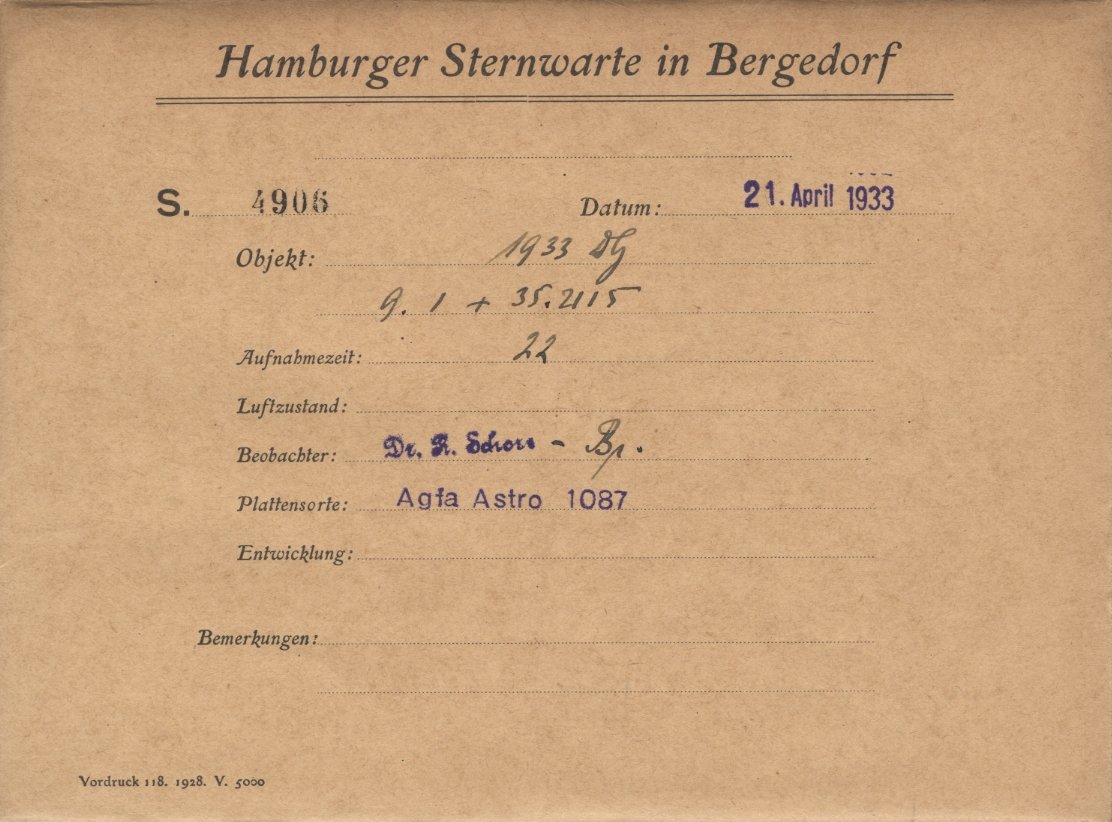 Hamburger Sternwarte in Bergedorf
S. 4906 Datum: 21. April 1933
Objekt: 1933 DG
9. 1 + 35. 2115
Aufnahmezeit: 22
Luftzustand:
Beobachter: Dr. R. Schorr - Br.
Plattensorte: Agfa Astro 1087
Entwicklung:
Bemerkungen:
Vordruck 118. 1928. V. 5000